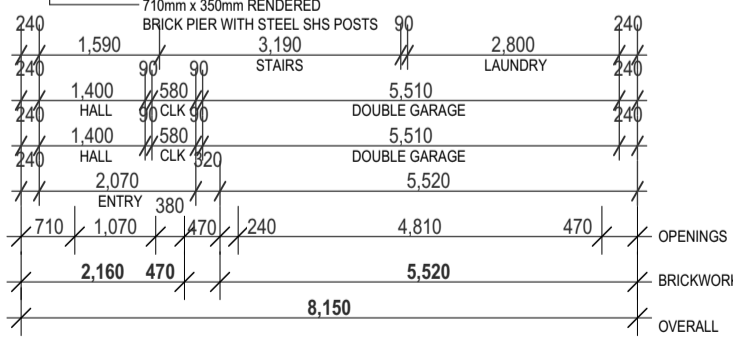 710mm x 350mm RENDERED
BRICK PIER WITH STEEL SHS POSTS
240 1,590 3,190 90 2,800 240
STAIRS LAUNDRY
240 1,400 90 580 90 5,510 240
HALL CLK DOUBLE GARAGE
240 1,400 90 580 90 5,510 240
HALL CLK DOUBLE GARAGE
240 2,070 320 5,520
ENTRY
710 1,070 380 470 240 4,810 470 OPENINGS
2,160 470 5,520 BRICKWORK
8,150 OVERALL